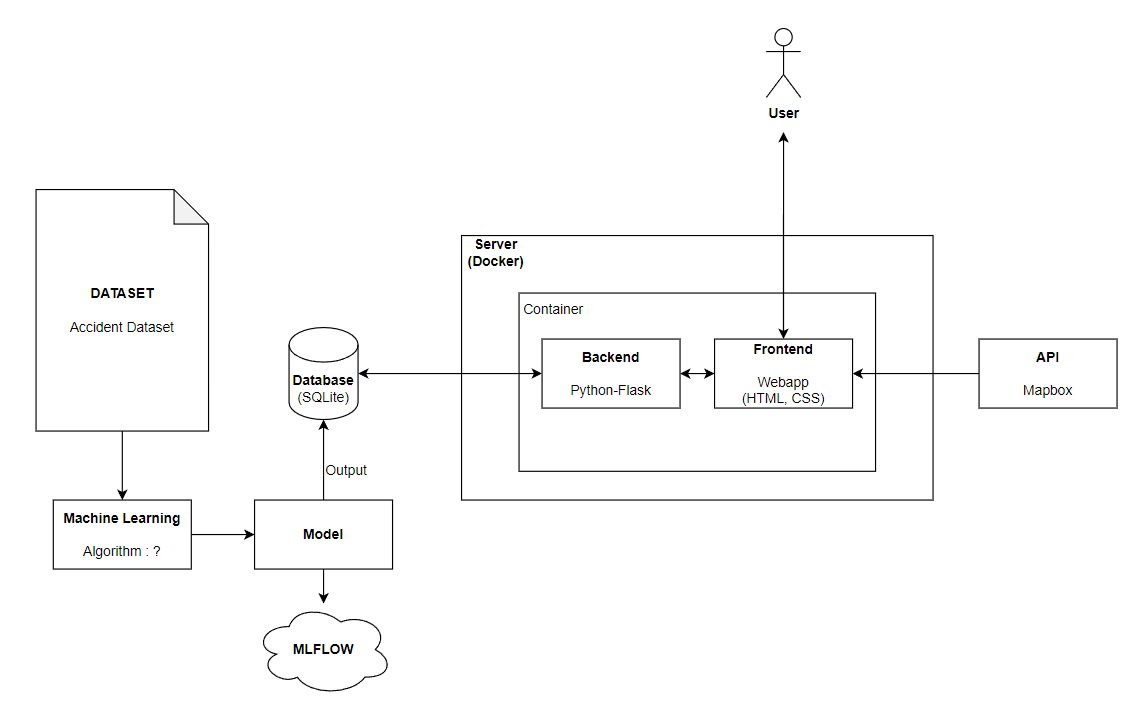 User
Server
(Docker)
Container
DATASET
Accident Dataset
Database
(SQLite)
Backend
Python-Flask
Frontend
Webapp
(HTML, CSS)
API
Mapbox
Output
Machine Learning
Algorithm : ?
Model
MLFLOW